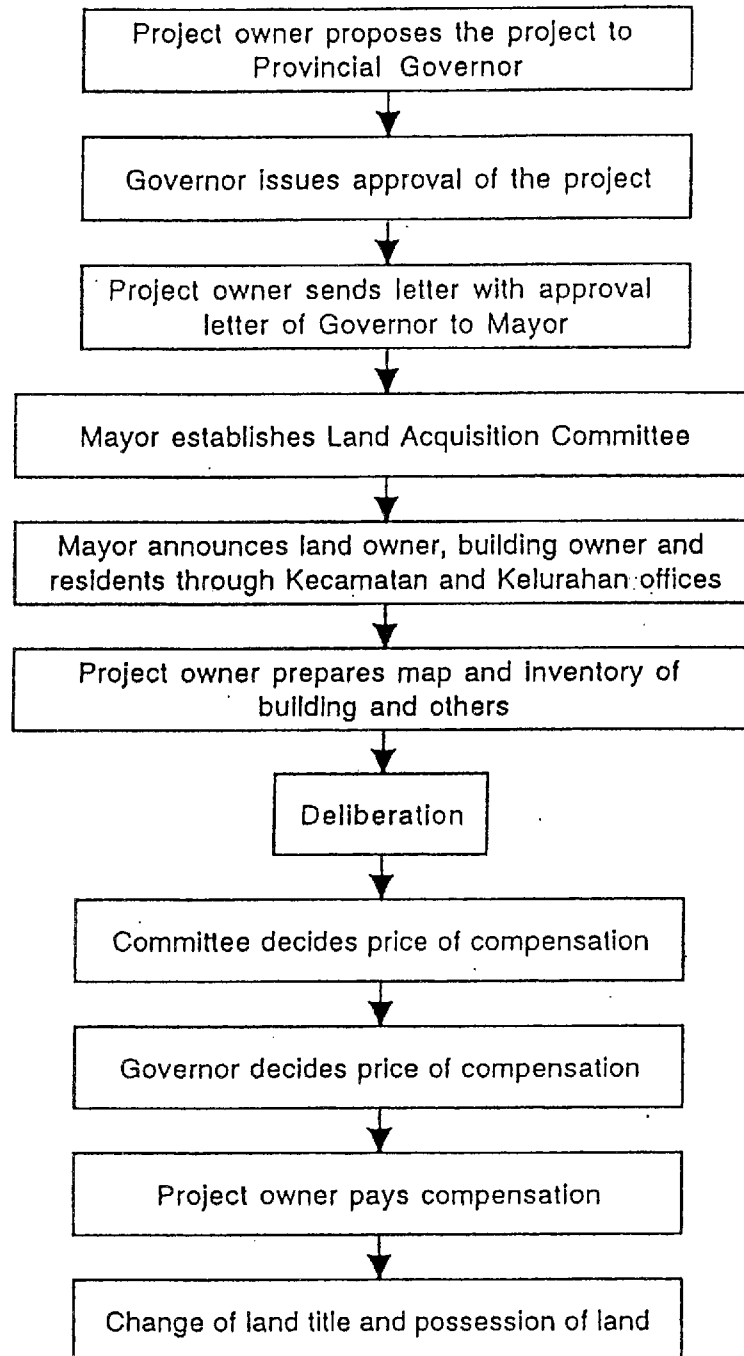 Project owner proposes the project to
Provincial Governor
Governor issues approval of the project
Project owner sends letter with approval
letter of Governor to Mayor
Mayor establishes Land Acquisition Committee
Mayor announces land owner, building owner and
residents through Kecamatan and Kelurahan offices
Project owner prepares map and inventory of
building and others
Deliberation
Committee decides price of compensation
Governor decides price of compensation
Project owner pays compensation
Change of land title and possession of land